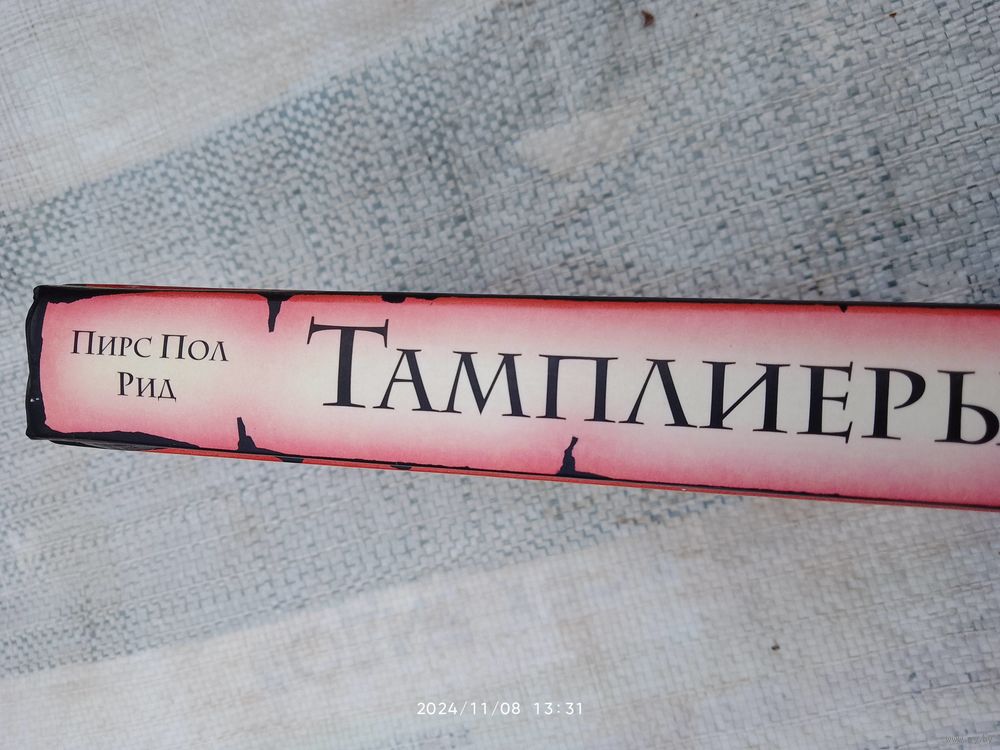 Пирс Пол
Рид
Тамплиеры
2024/11/08 13:31